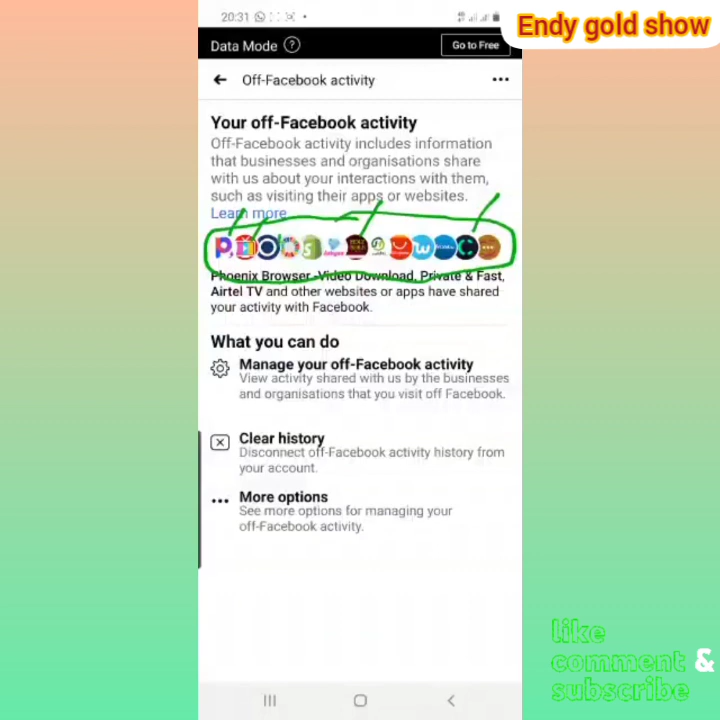 20:31
Endy gold show
Data Mode ?
Go to Free
Off-Facebook activity
Your off-Facebook activity
Off-Facebook activity includes information
that businesses and organisations share
with us about your interactions with them,
such as visiting their apps or websites.
Learn more
Phoenix Browser -Video Download, Private & Fast,
Airtel TV and other websites or apps have shared
your activity with Facebook.
What you can do
Manage your off-Facebook activity
View activity shared with us by the businesses
and organisations that you visit off Facebook.
Clear history
Disconnect off-Facebook activity history from
your account.
More options
See more options for managing your
off-Facebook activity.
like
comment &
subscribe